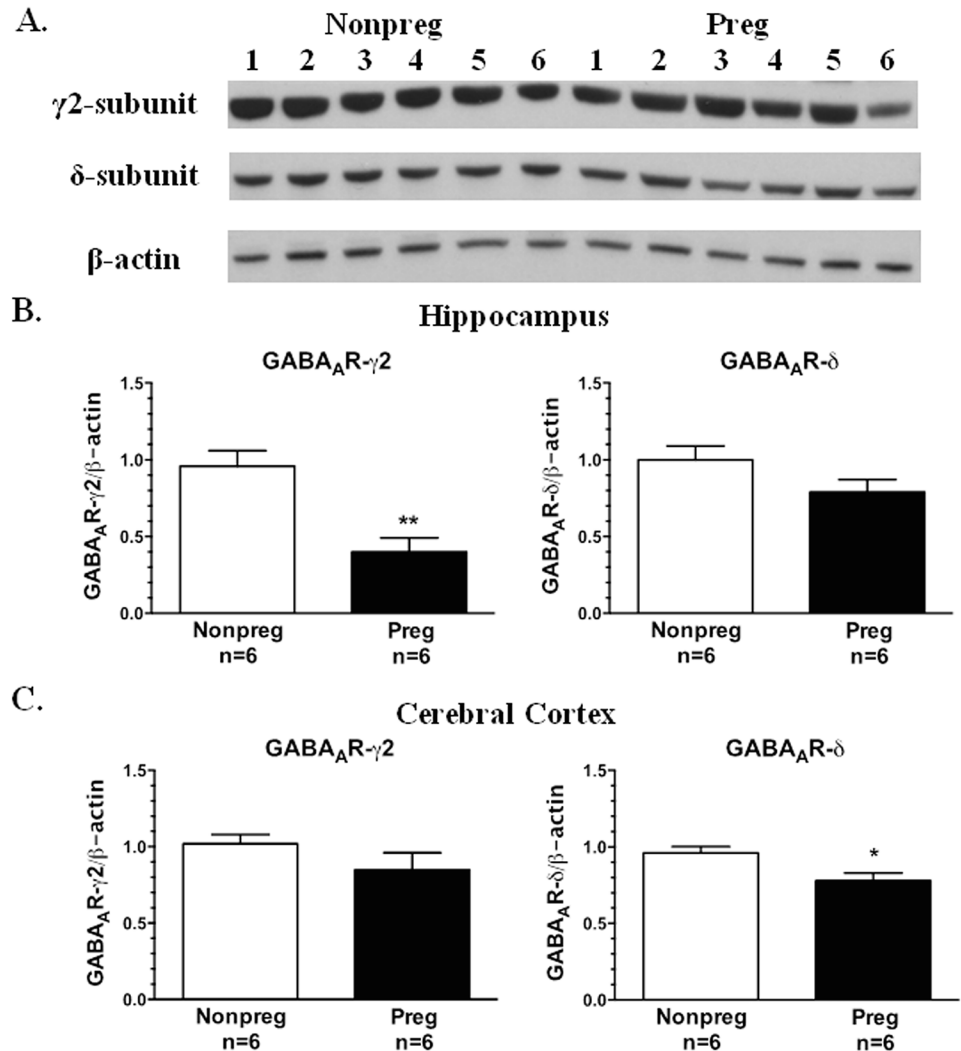 A.
Nonpreg Preg
1 2 3 4 5 6 1 2 3 4 5 6
γ2-subunit
δ-subunit
β-actin
B.
Hippocampus
GABAAR-γ2
GABAAR-γ2/β-actin
1.5
1.0
0.5
0.0
**
Nonpreg Preg
n=6 n=6
GABAAR-δ
GABAAR-δ/β-actin
1.5
1.0
0.5
0.0
Nonpreg Preg
n=6 n=6
C.
Cerebral Cortex
GABAAR-γ2
GABAAR-γ2/β-actin
1.5
1.0
0.5
0.0
Nonpreg Preg
n=6 n=6
GABAAR-δ
GABAAR-δ/β-actin
1.5
1.0
0.5
0.0
*
Nonpreg Preg
n=6 n=6